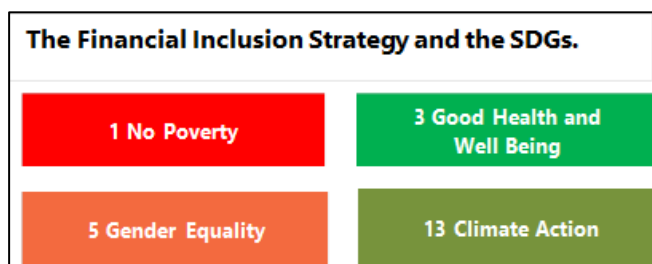 The Financial Inclusion Strategy and the SDGs.
1 No Poverty
3 Good Health and
Well Being
5 Gender Equality
13 Climate Action